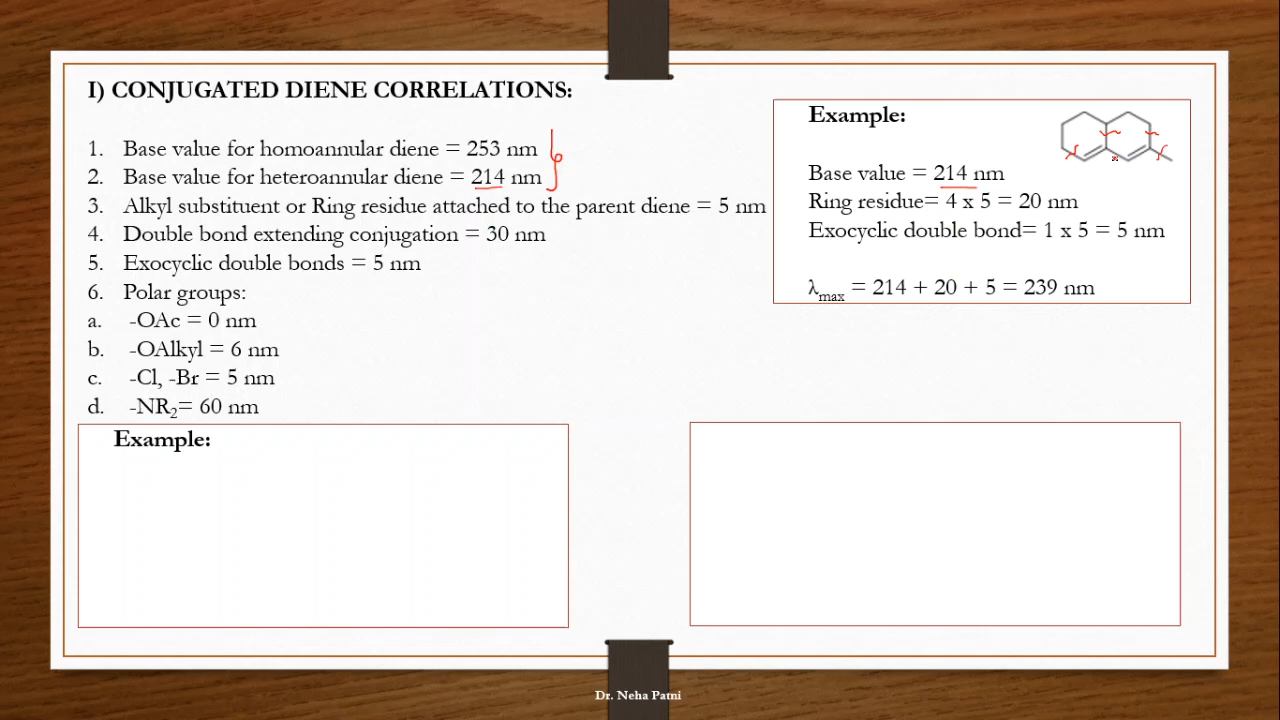 I) CONJUGATED DIENE CORRELATIONS:
1. Base value for homoannular diene = 253 nm
2. Base value for heteroannular diene = 214 nm
3. Alkyl substituent or Ring residue attached to the parent diene = 5 nm
4. Double bond extending conjugation = 30 nm
5. Exocyclic double bonds = 5 nm
6. Polar groups:
a. -OAc = 0 nm
b. -OAlkyl = 6 nm
c. -Cl, -Br = 5 nm
d. -NR₂= 60 nm
Example:
Base value = 214 nm
Ring residue= 4 x 5 = 20 nm
Exocyclic double bond= 1 x 5 = 5 nm
λmax = 214 + 20 + 5 = 239 nm
Example:
Dr. Neha Patni